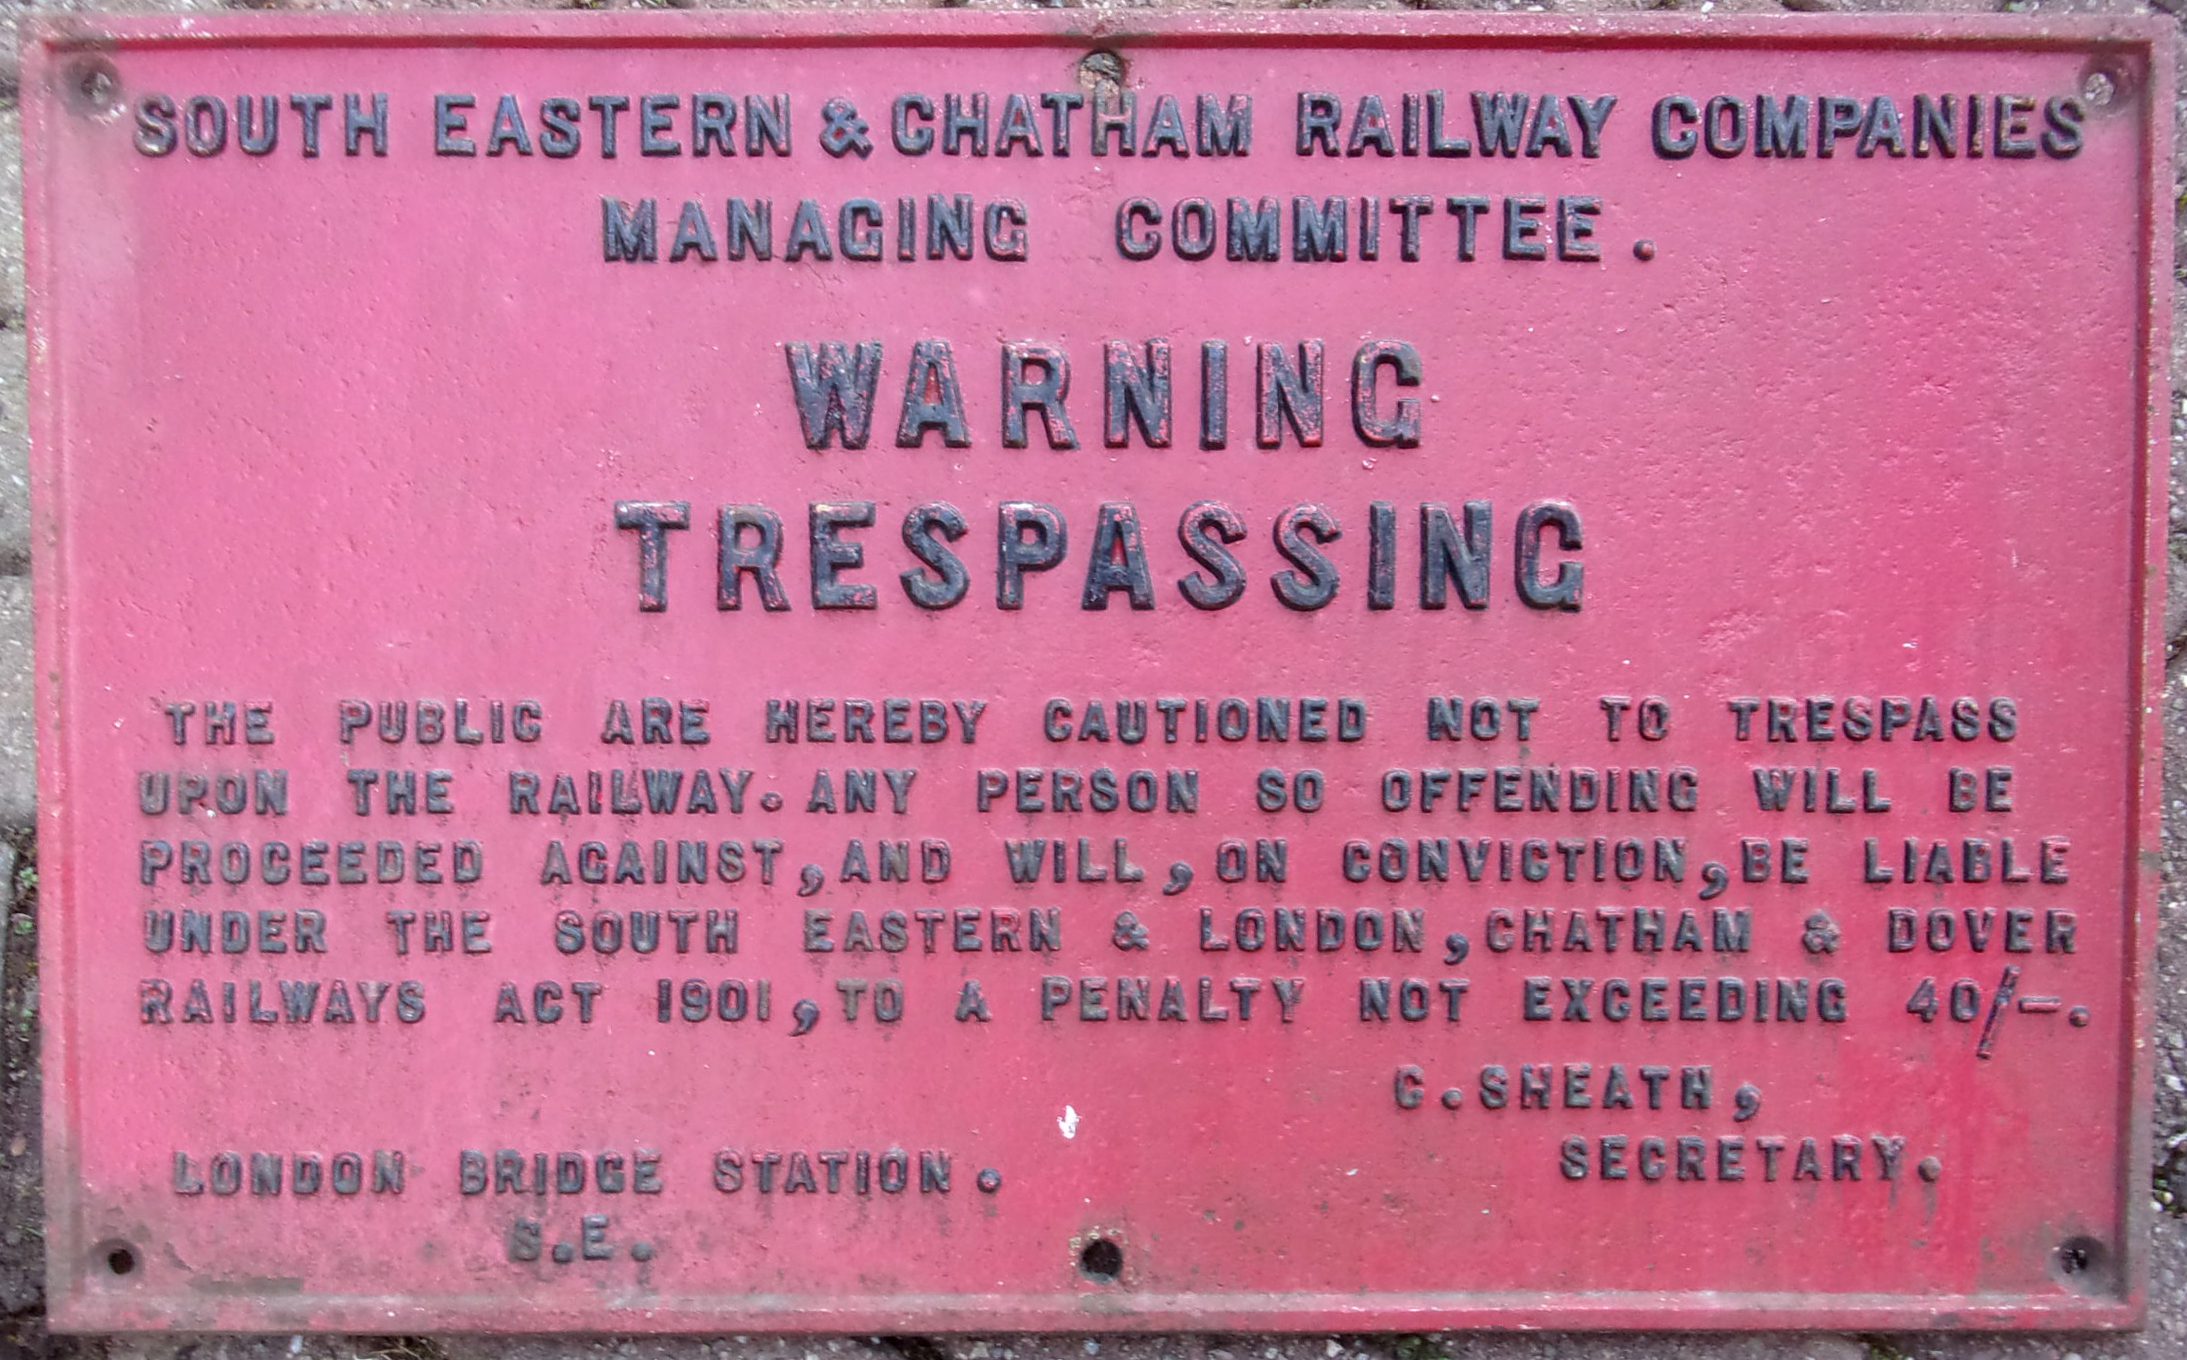 SOUTH EASTERN & CHATHAM RAILWAY COMPANIES
MANAGING COMMITTEE.
WARNING
TRESPASSING
THE PUBLIC ARE HEREBY CAUTIONED NOT TO TRESPASS
UPON THE RAILWAY. ANY PERSON SO OFFENDING WILL BE
PROCEEDED AGAINST, AND WILL, ON CONVICTION, BE LIABLE
UNDER THE SOUTH EASTERN & LONDON, CHATHAM & DOVER
RAILWAYS ACT 1901, TO A PENALTY NOT EXCEEDING 40/-.
C. SHEATH,
SECRETARY.
LONDON BRIDGE STATION.
S.E.